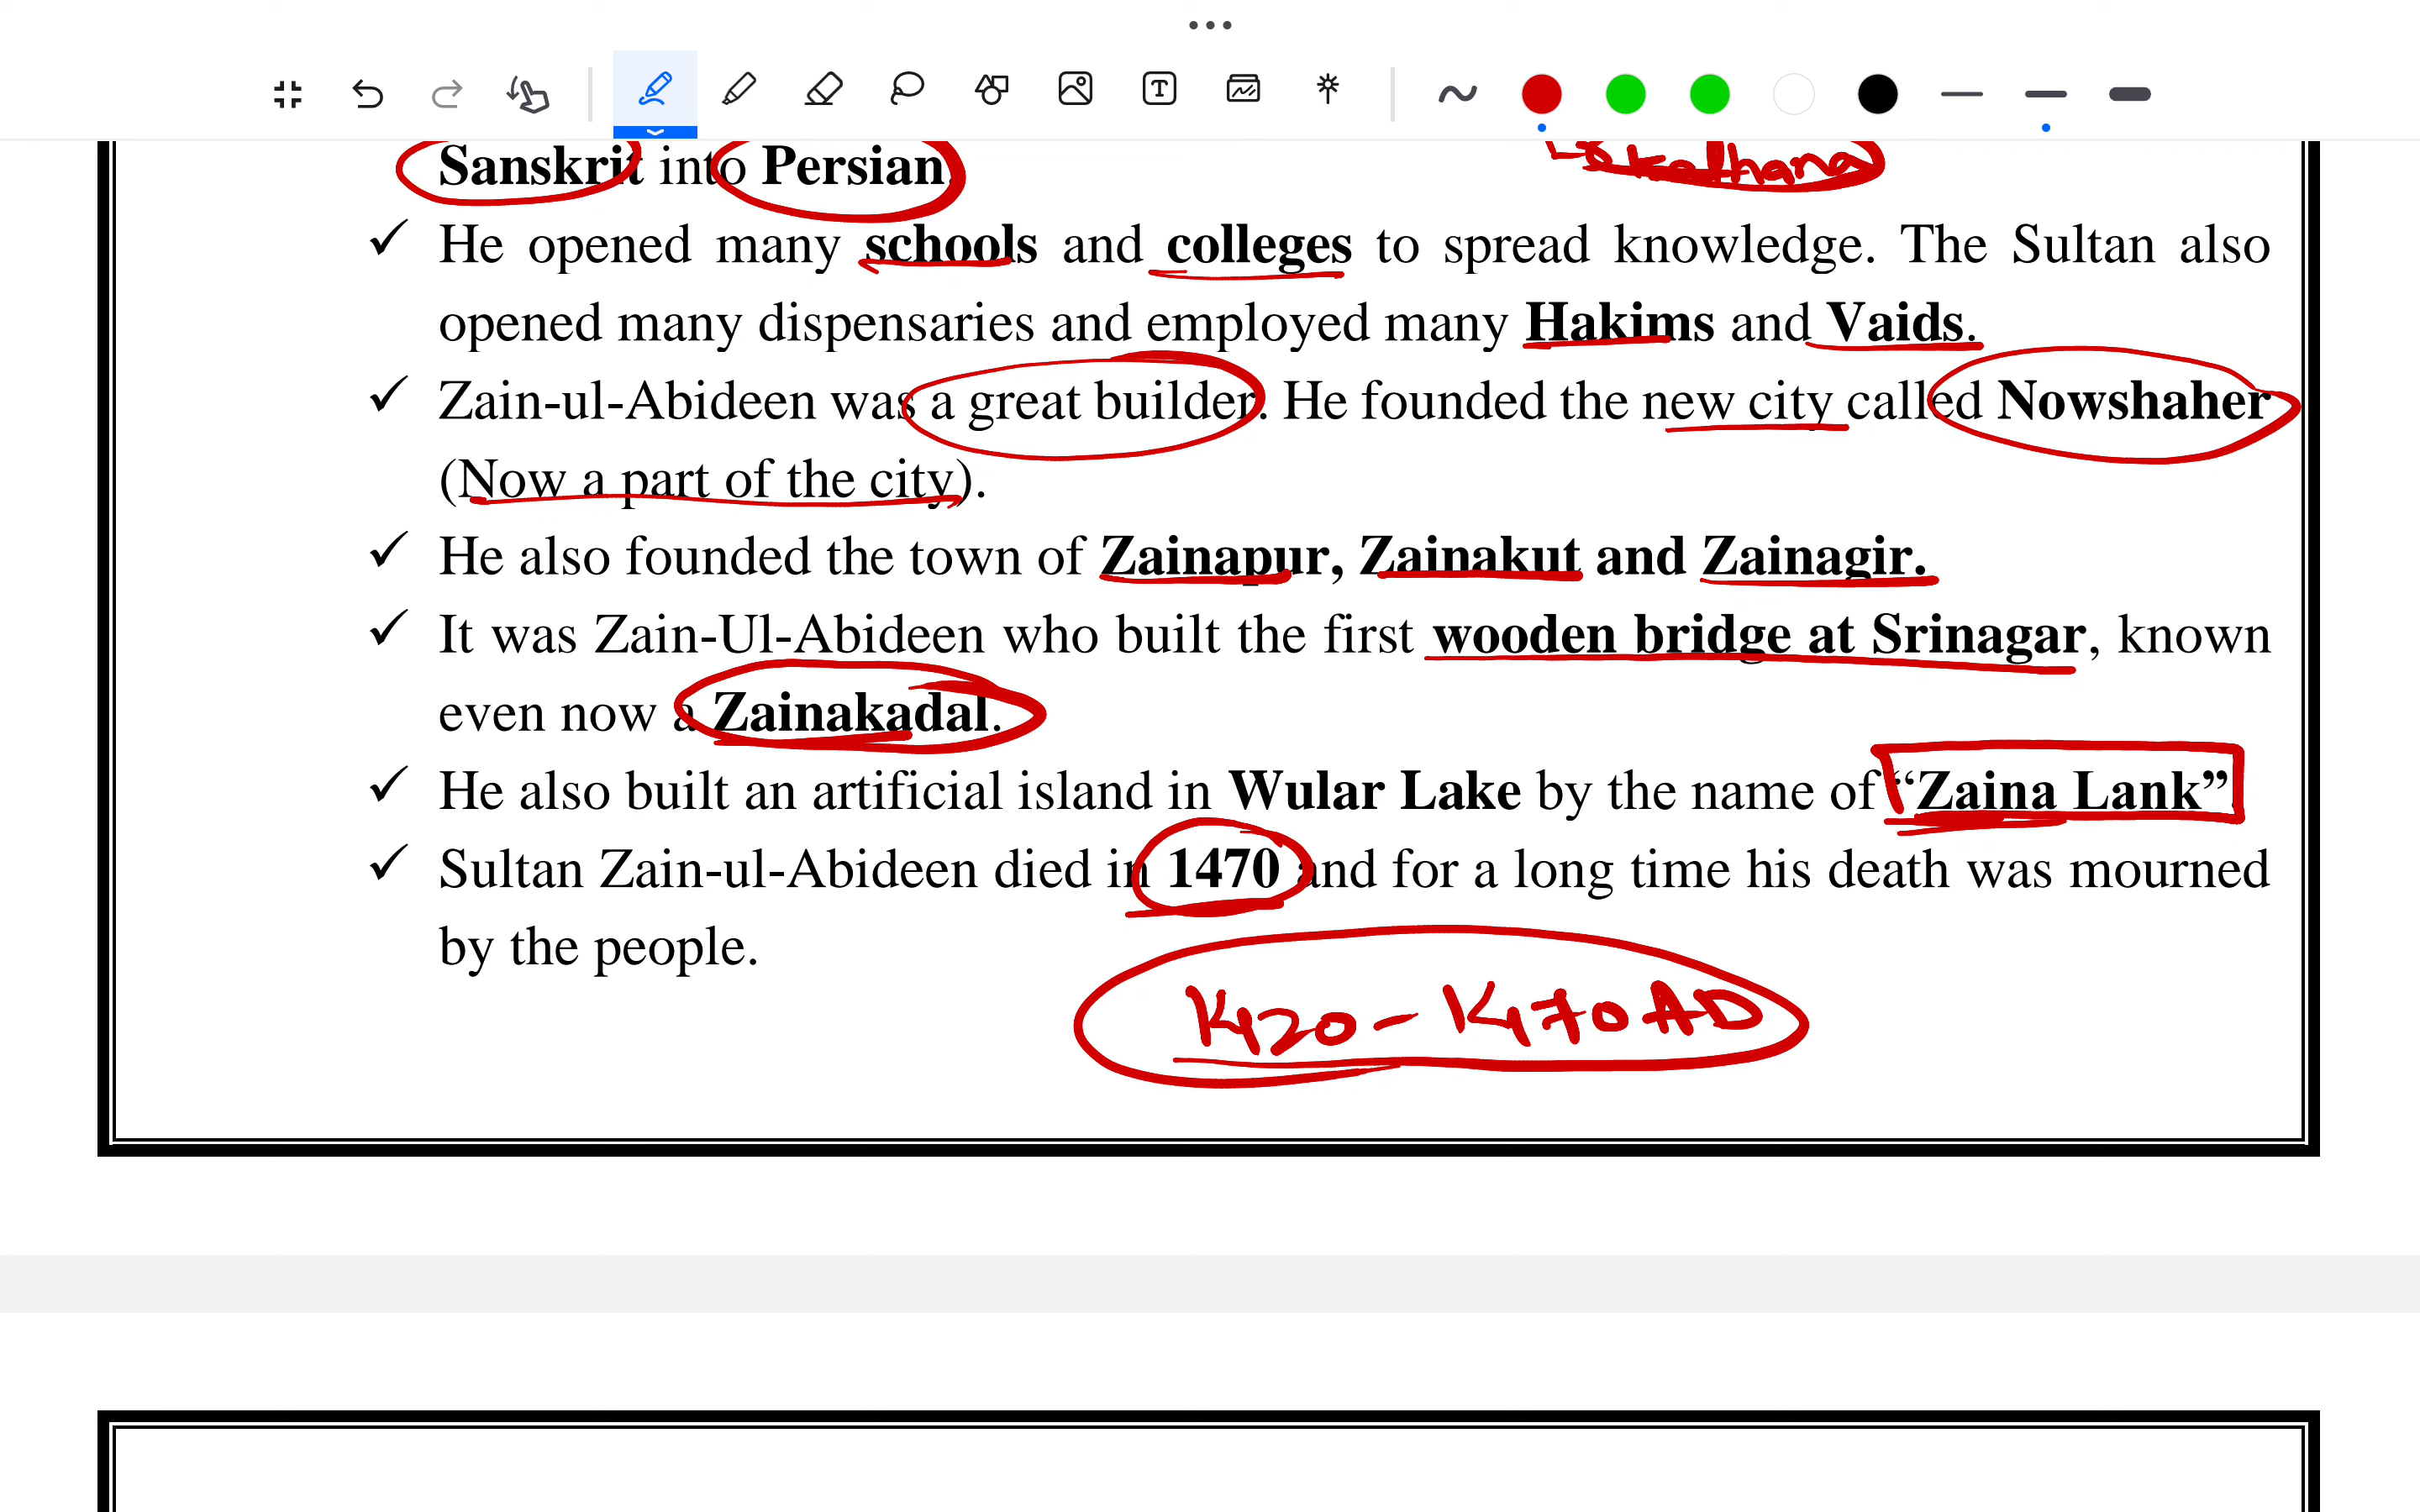 Sanskrit into Persian.
✓ He opened many schools and colleges to spread knowledge. The Sultan also
opened many dispensaries and employed many Hakims and Vaids.
✓ Zain-ul-Abideen was a great builder. He founded the new city called Nowshaher
(Now a part of the city).
✓ He also founded the town of Zainapur, Zainakut and Zainagir.
✓ It was Zain-Ul-Abideen who built the first wooden bridge at Srinagar, known
even now a Zainakadal.
✓ He also built an artificial island in Wular Lake by the name of “Zaina Lank”
✓ Sultan Zain-ul-Abideen died in 1470 and for a long time his death was mourned
by the people.
1420 - 1470 AD